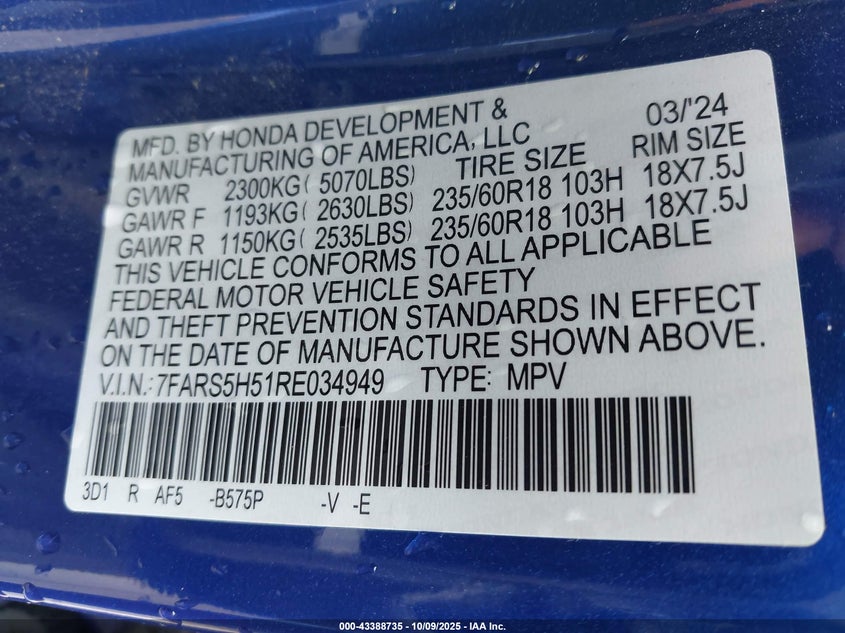 MFD. BY HONDA DEVELOPMENT & 03/'24
MANUFACTURING OF AMERICA, LLC TIRE SIZE RIM SIZE
GVWR 2300KG( 5070LBS)
GAWR F 1193KG( 2630LBS) 235/60R18 103H 18X7.5J
GAWR R 1150KG( 2535LBS) 235/60R18 103H 18X7.5J
THIS VEHICLE CONFORMS TO ALL APPLICABLE
FEDERAL MOTOR VEHICLE SAFETY
AND THEFT PREVENTION STANDARDS IN EFFECT
ON THE DATE OF MANUFACTURE SHOWN ABOVE.
V.I.N.: 7FARS5H51RE034949 TYPE: MPV
3D1 R AF5 -B575P -V -E
000-43388735 - 10/09/2025 - IAA Inc.